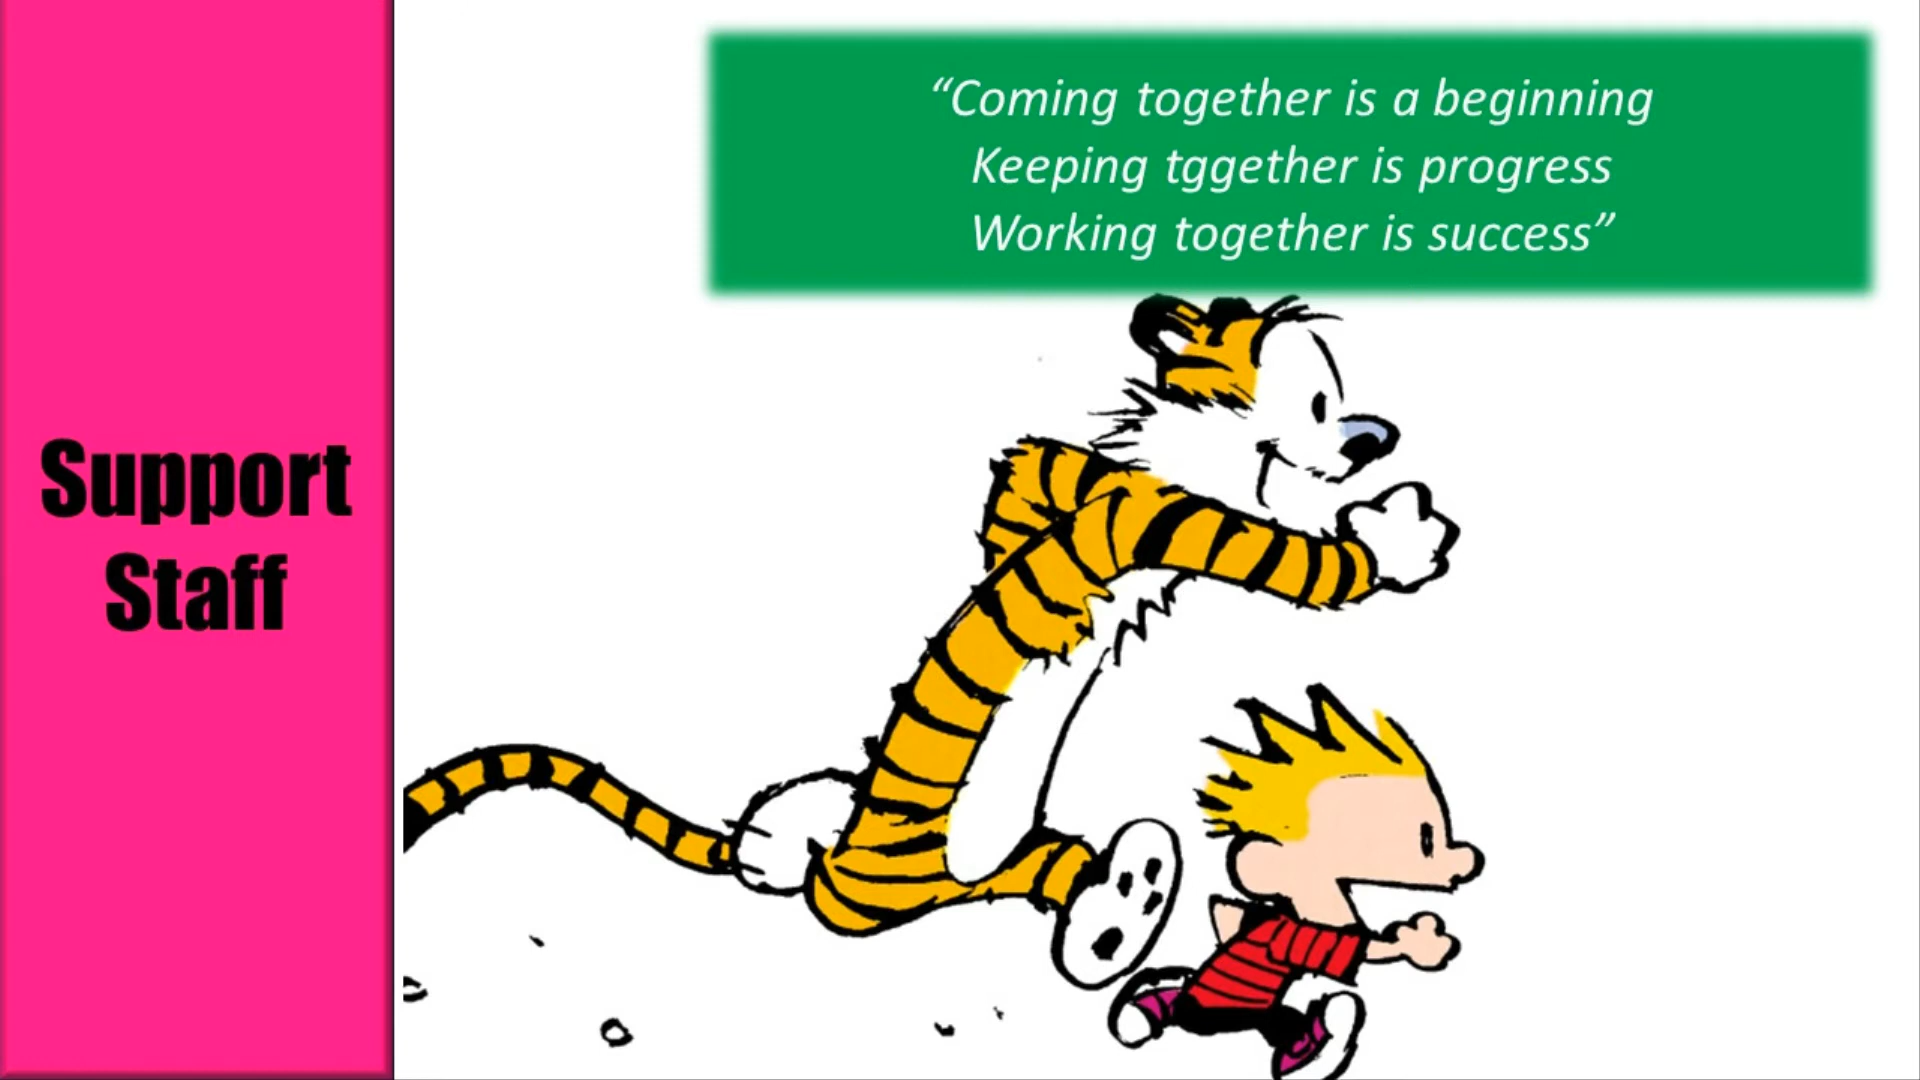 Support
Staff
“Coming together is a beginning
Keeping tggether is progress
Working together is success”